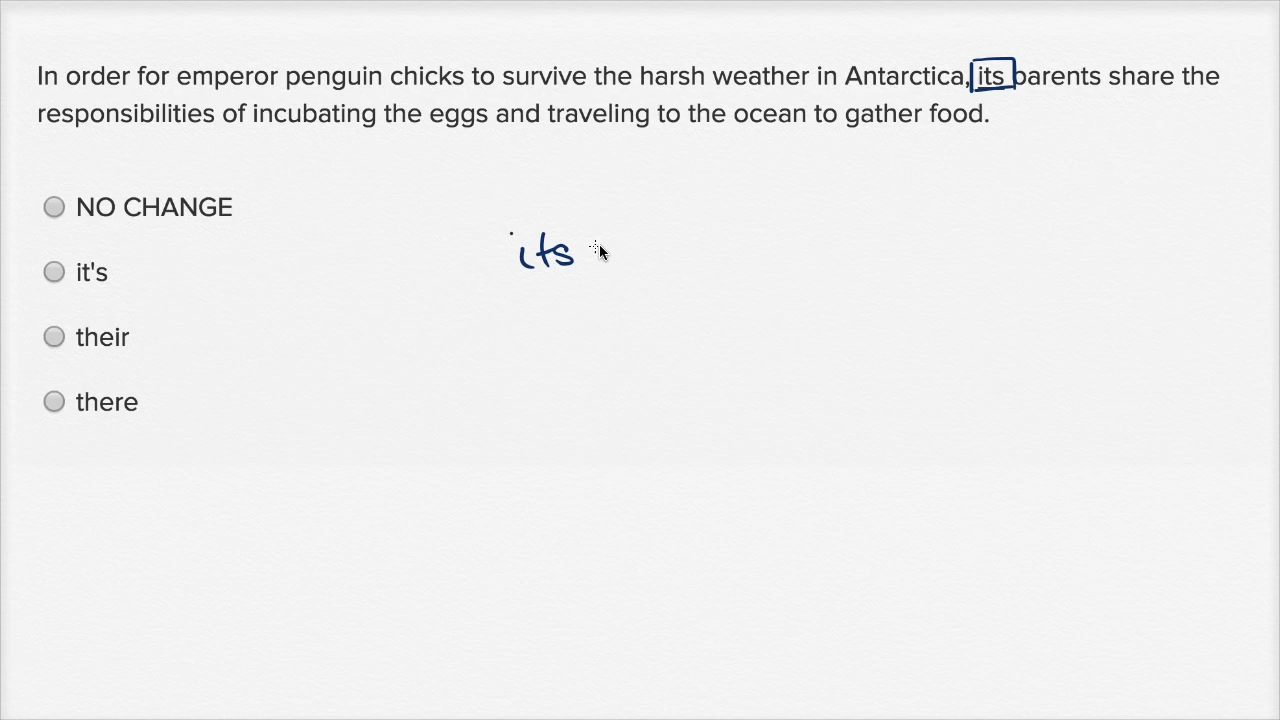 In order for emperor penguin chicks to survive the harsh weather in Antarctica, its parents share the
responsibilities of incubating the eggs and traveling to the ocean to gather food.
NO CHANGE
its
it's
their
there